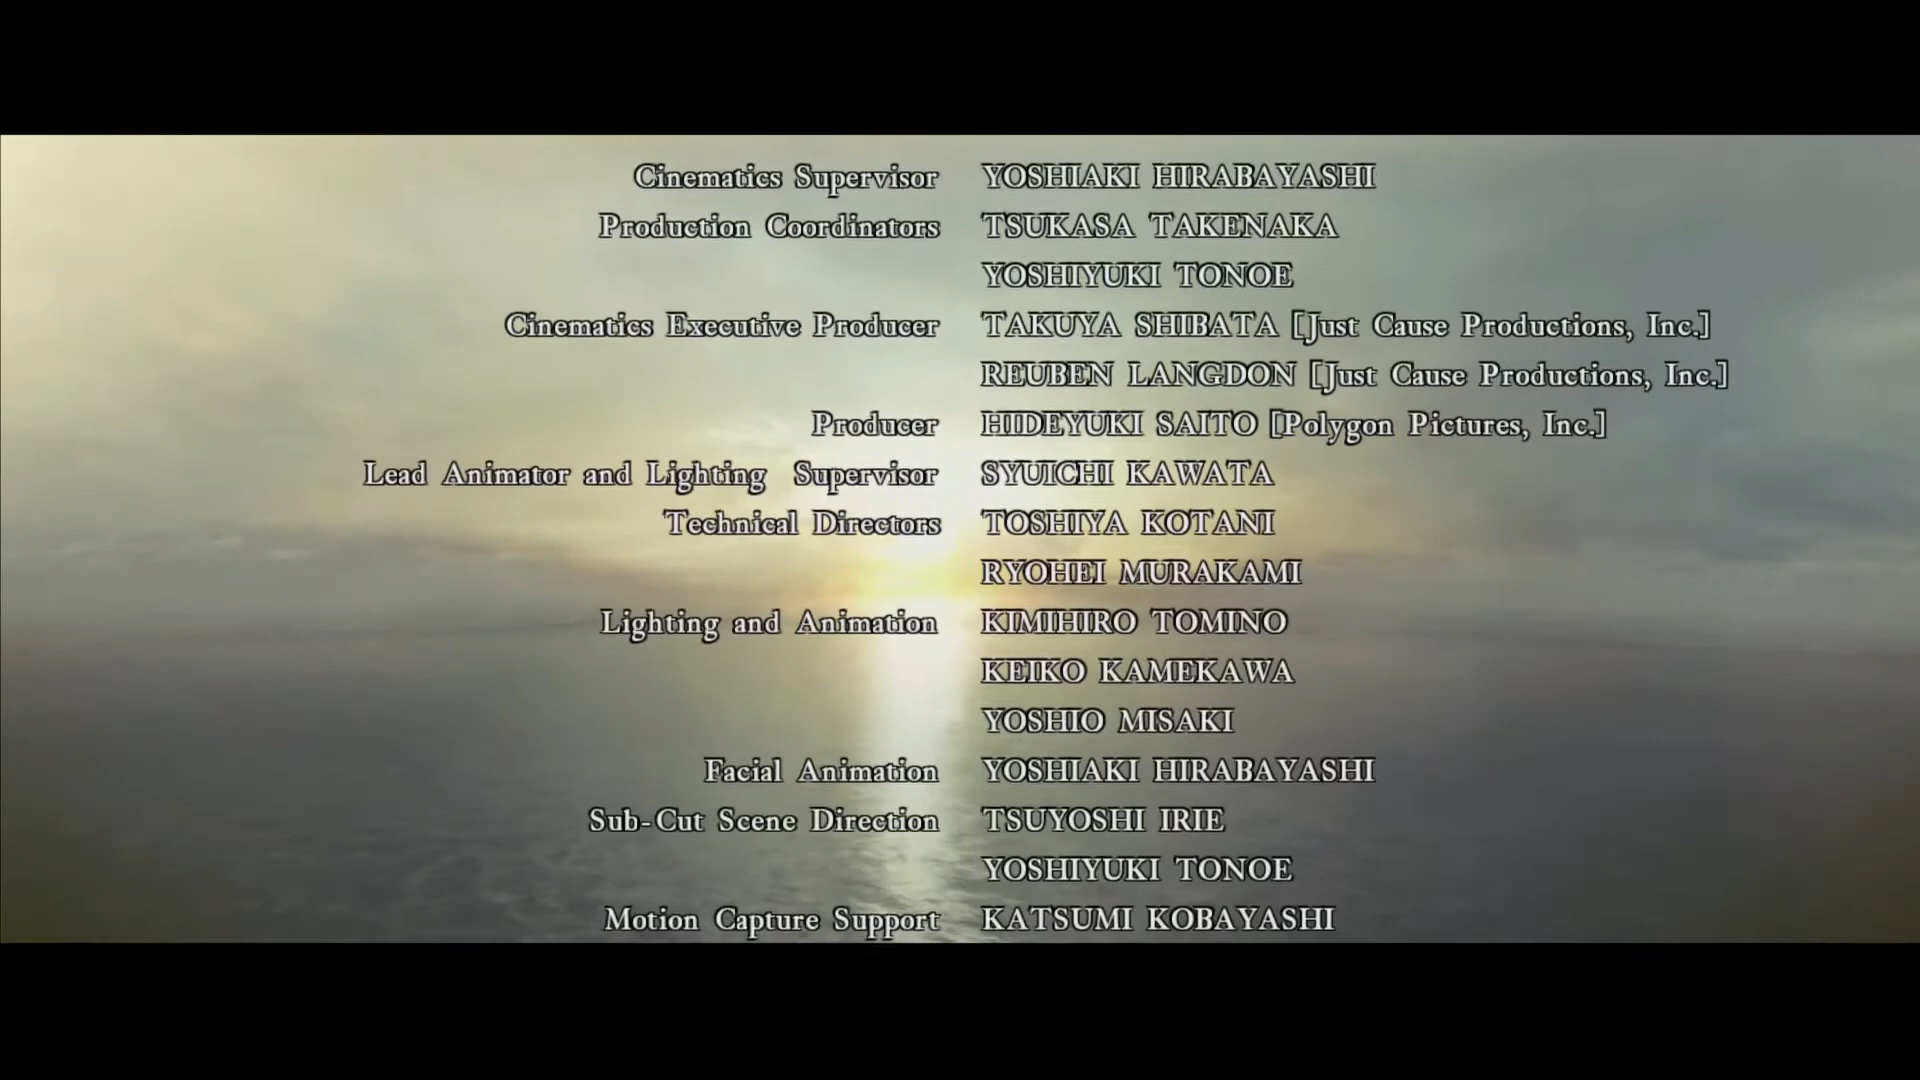 Cinematics Supervisor YOSHIAKI HIRABAYASHI
Production Coordinators TSUKASA TAKENAKA
YOSHIYUKI TONOE
Cinematics Executive Producer TAKUYA SHIBATA [Just Cause Productions, Inc.]
REUBEN LANGDON [Just Cause Productions, Inc.]
Producer HIDEYUKI SAITO [Polygon Pictures, Inc.]
Lead Animator and Lighting Supervisor SYUICHI KAWATA
Technical Directors TOSHIYA KOTANI
RYOHEI MURAKAMI
Lighting and Animation KIMIHIRO TOMINO
KEIKO KAMEKAWA
YOSHIO MISAKI
Facial Animation YOSHIAKI HIRABAYASHI
Sub-Cut Scene Direction TSUYOSHI IRIE
YOSHIYUKI TONOE
Motion Capture Support KATSUMI KOBAYASHI